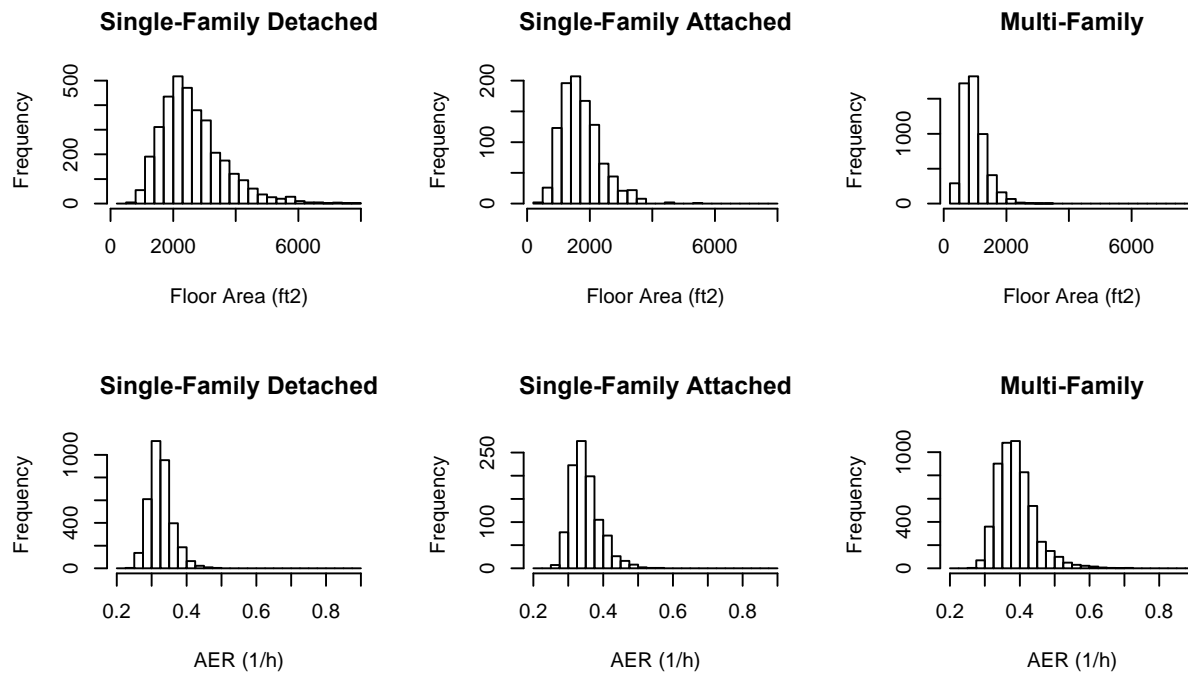 Single-Family Detached
Frequency
0
200
500
0 2000 6000
Floor Area (ft2)
Single-Family Attached
Frequency
0
100
200
0 2000 6000
Floor Area (ft2)
Multi-Family
Frequency
0
1000
0 2000 6000
Floor Area (ft2)
Single-Family Detached
Frequency
0
400
1000
0.2 0.4 0.6 0.8
AER (1/h)
Single-Family Attached
Frequency
0
100
250
0.2 0.4 0.6 0.8
AER (1/h)
Multi-Family
Frequency
0
400
1000
0.2 0.4 0.6 0.8
AER (1/h)